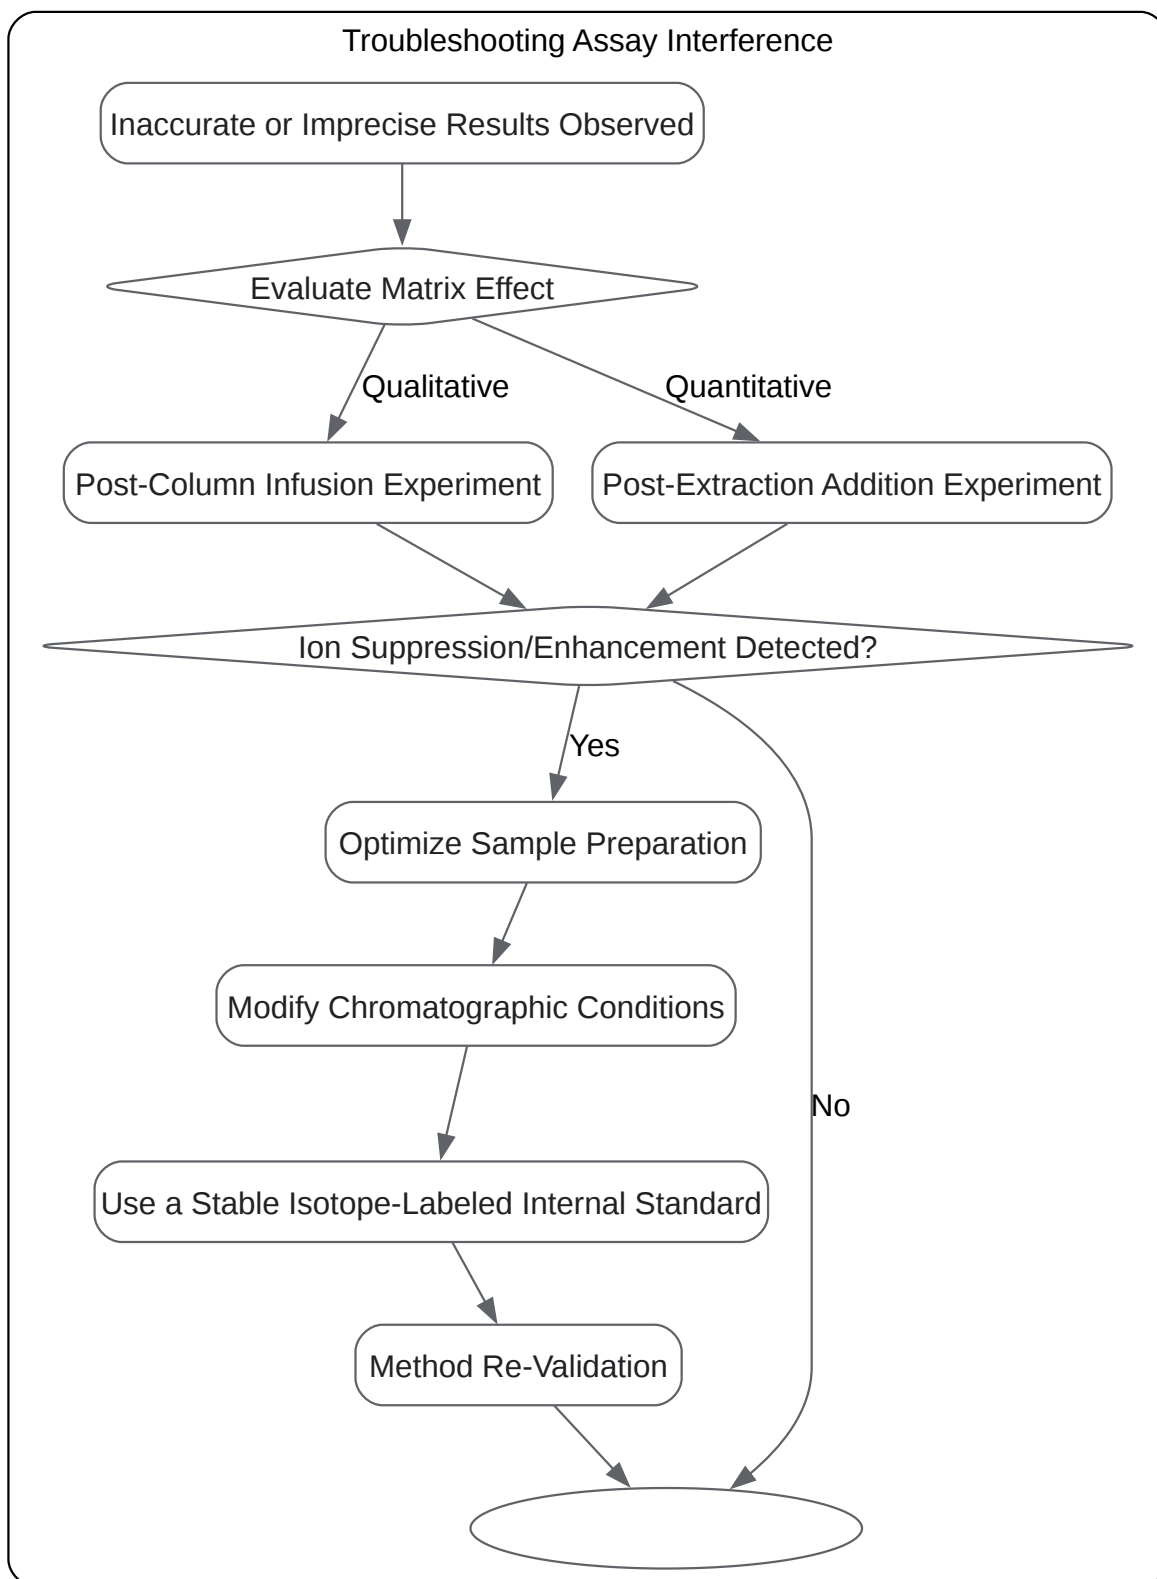 Troubleshooting Assay Interference
Inaccurate or Imprecise Results Observed
Evaluate Matrix Effect
Qualitative
Quantitative
Post-Column Infusion Experiment
Post-Extraction Addition Experiment
Ion Suppression/Enhancement Detected?
Yes
Optimize Sample Preparation
Modify Chromatographic Conditions
No
Use a Stable Isotope-Labeled Internal Standard
Method Re-Validation